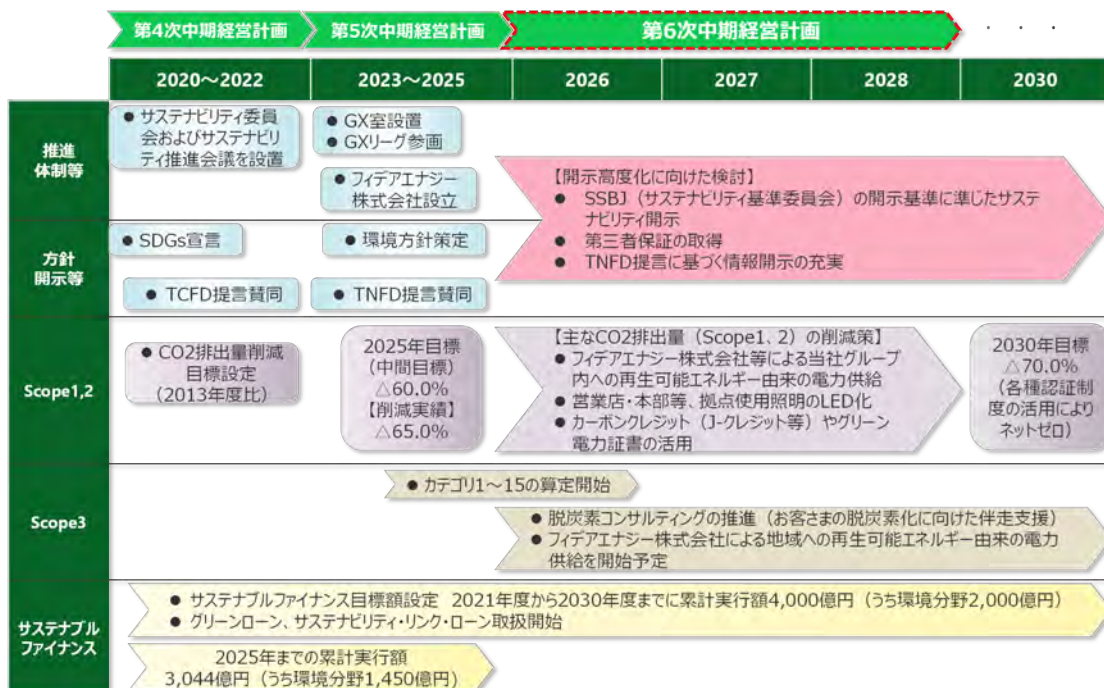 第4次中期経営計画
第5次中期経営計画
第6次中期経営計画
・・・
2020～2022
2023～2025
2026
2027
2028
2030
推進
体制等
● サステナビリティ委員
会およびサステナビリ
ティ推進会議を設置
● GX室設置
● GXリーグ参画
● フィデアエナジー
株式会社設立
【開示高度化に向けた検討】
● SSBJ（サステナビリティ基準委員会）の開示基準に準じたサステ
ナビリティ開示
● 第三者保証の取得
● TNFD提言に基づく情報開示の充実
方針
開示等
● SDGs宣言
● 環境方針策定
● TCFD提言賛同
● TNFD提言賛同
Scope1,2
● CO2排出量削減
目標設定
（2013年度比）
2025年目標
（中間目標）
△60.0%
【削減実績】
△65.0%
【主なCO2排出量（Scope1、2）の削減策】
● フィデアエナジー株式会社等による当社グループ
内への再生可能エネルギー由来の電力供給
● 営業店・本部等、拠点使用照明のLED化
● カーボンクレジット（J-クレジット等）やグリーン
電力証書の活用
2030年目標
△70.0%
（各種認証制
度の活用により
ネットゼロ）
Scope3
● カテゴリ1～15の算定開始
● 脱炭素コンサルティングの推進（お客さまの脱炭素化に向けた伴走支援）
● フィデアエナジー株式会社による地域への再生可能エネルギー由来の電力
供給を開始予定
サステナブル
ファイナンス
● サステナブルファイナンス目標額設定 2021年度から2030年度までに累計実行額4,000億円（うち環境分野2,000億円）
● グリーンローン、サステナビリティ・リンク・ローン取扱開始
2025年までの累計実行額
3,044億円（うち環境分野1,450億円）